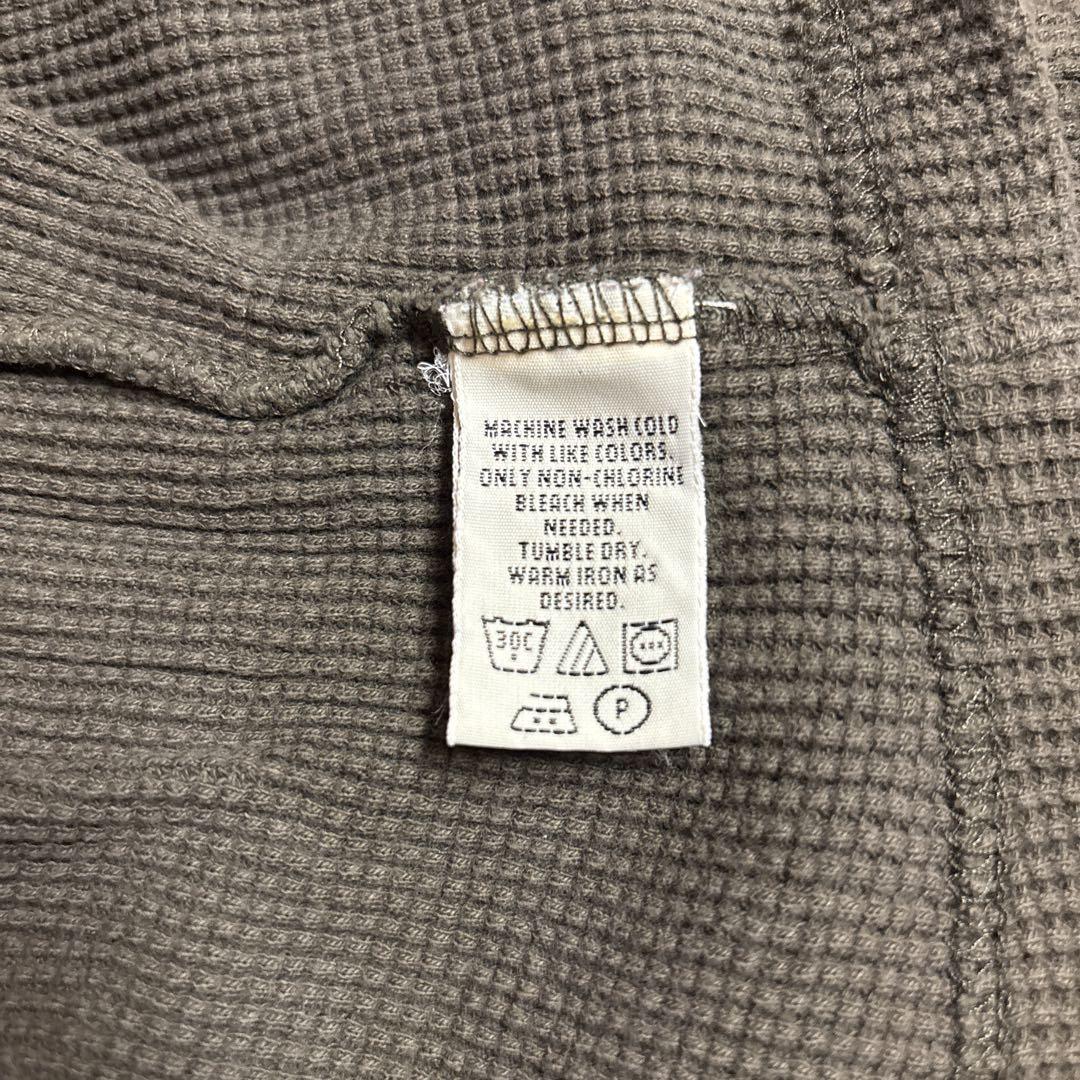 MACHINE WASH COLD
WITH LIKE COLORS.
ONLY NON-CHLORINE
BLEACH WHEN
NEEDED.
TUMBLE DRY.
WARM IRON AS
DESIRED.
30C
P